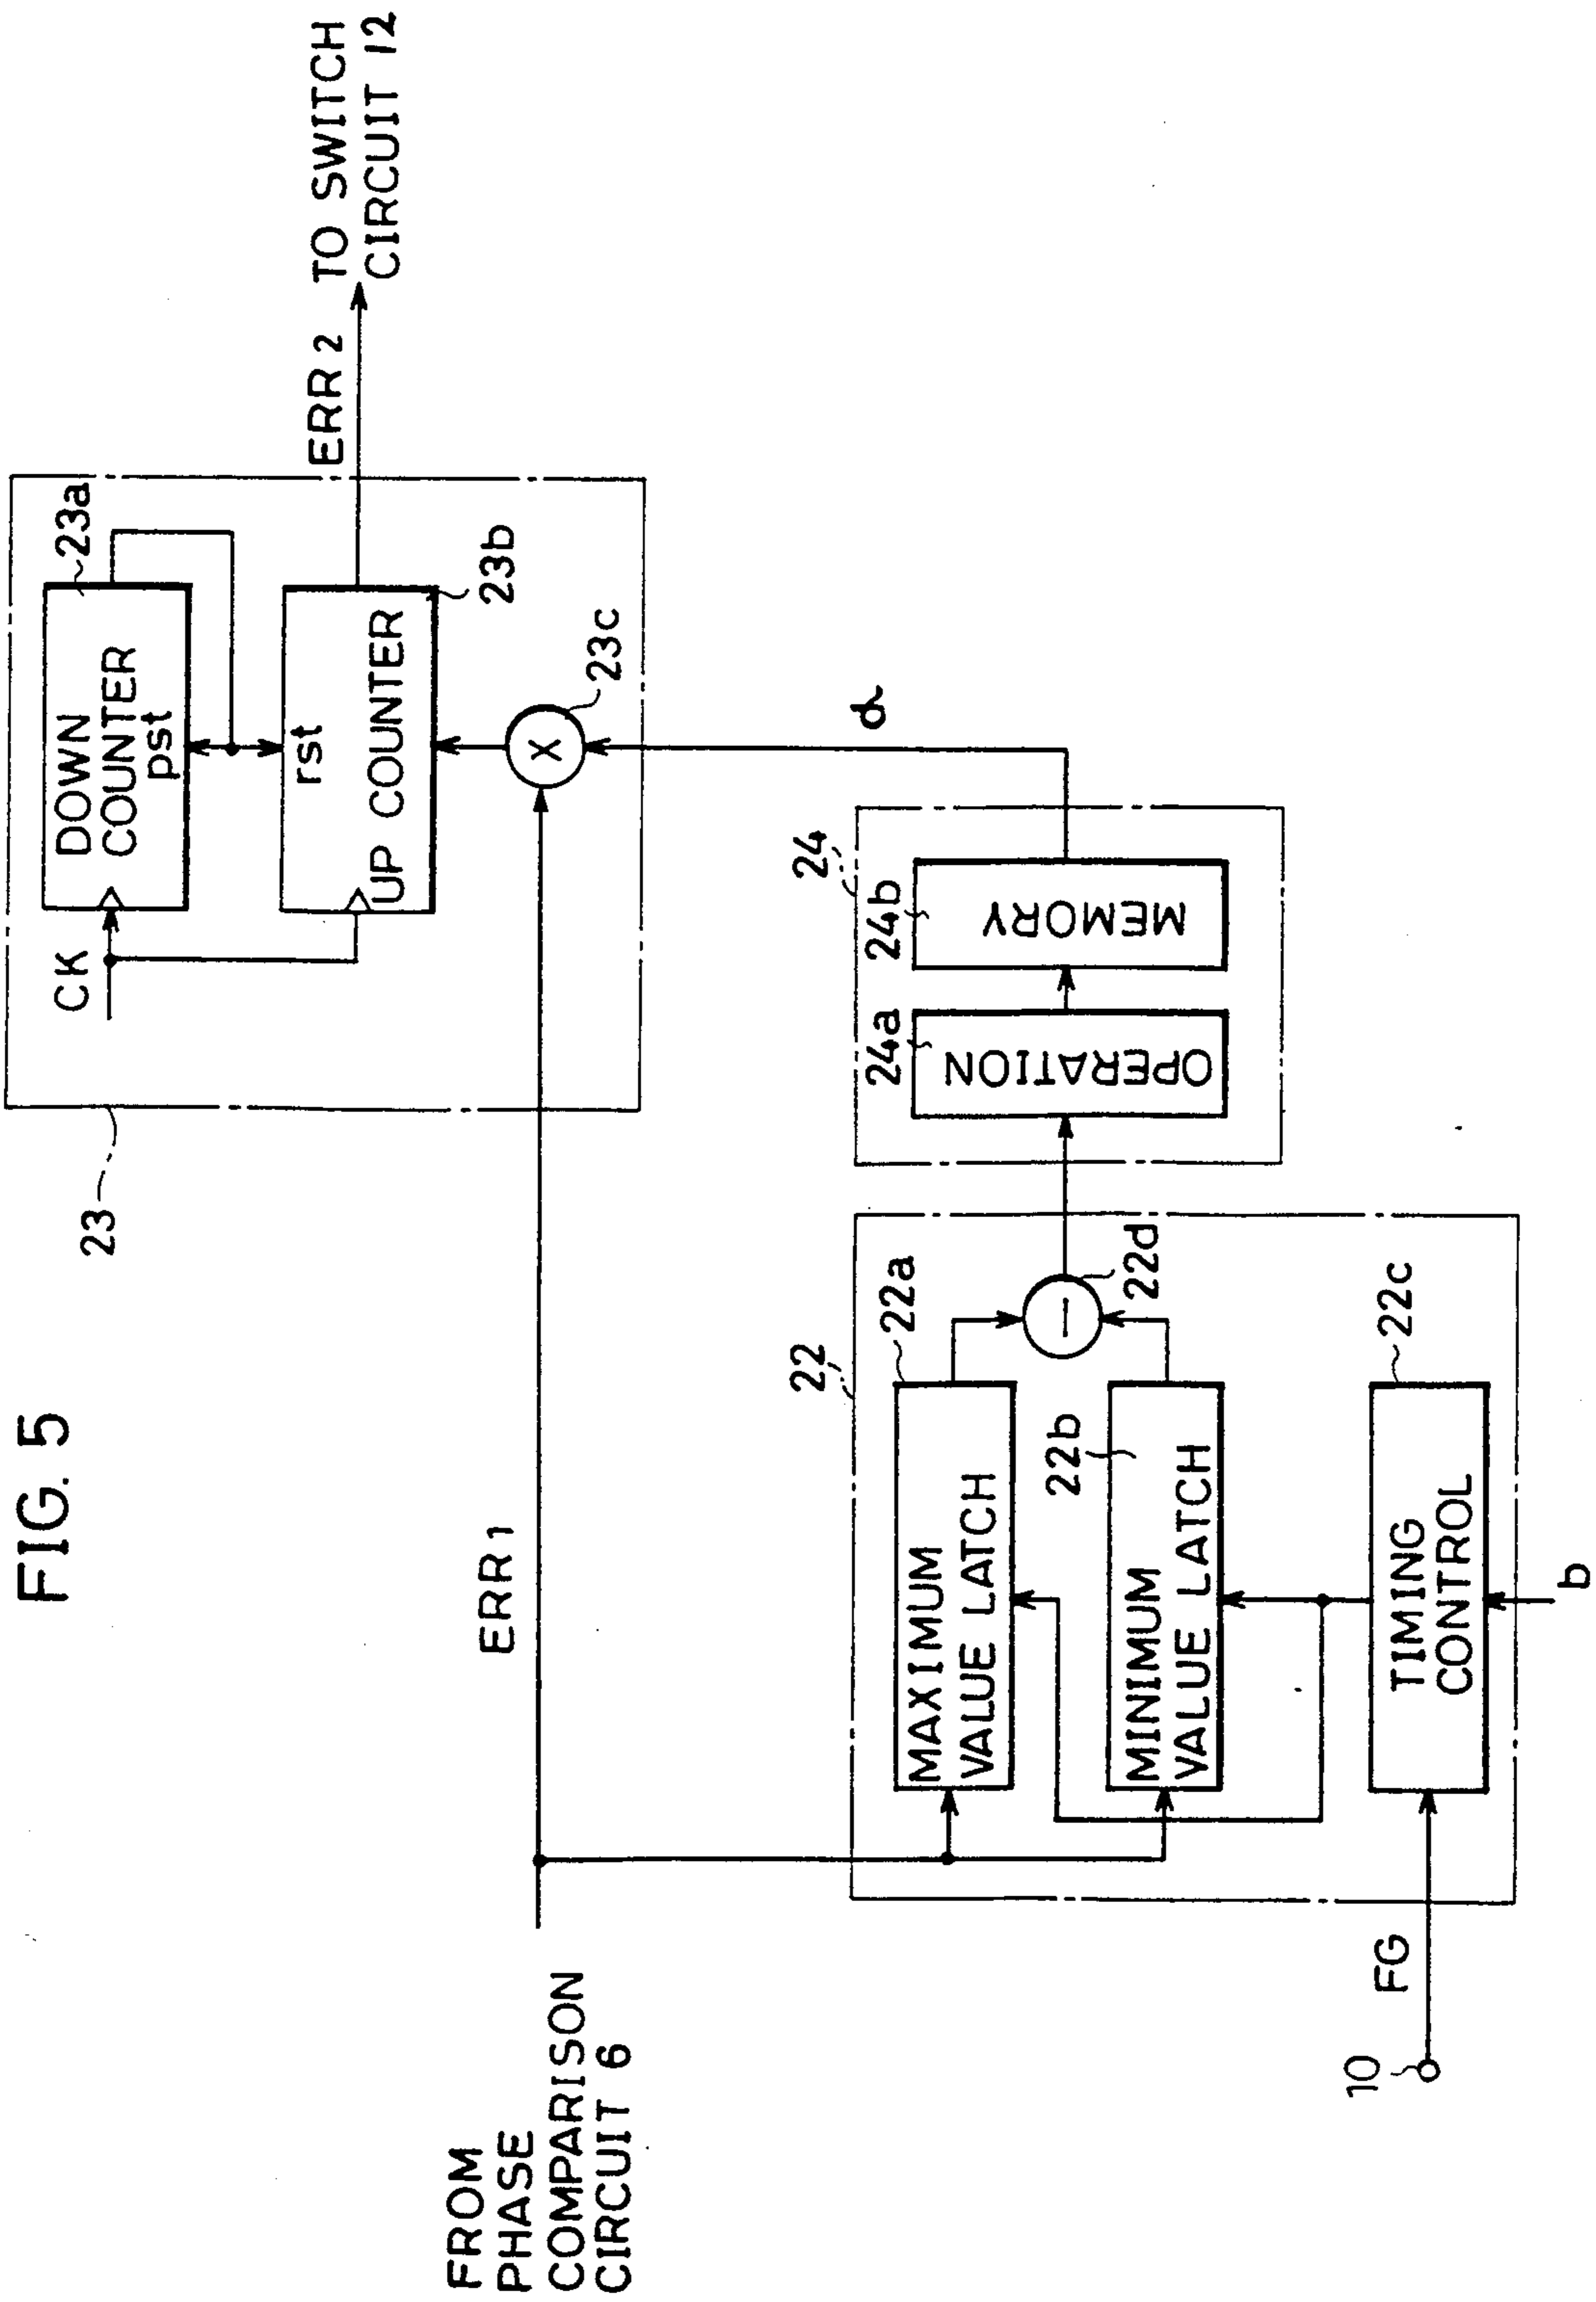 FIG. 5
23
CK
DOWN
COUNTER
pst
23a
rst
UP COUNTER
23b
23c
ERR 2
TO SWITCH
CIRCUIT 12
FROM
PHASE
COMPARISON
CIRCUIT 6
ERR1
α
22
MAXIMUM
VALUE LATCH
22a
MINIMUM
VALUE LATCH
22b
22d
TIMING
CONTROL
22c
10
FG
b
24
24a
OPERATION
24b
MEMORY